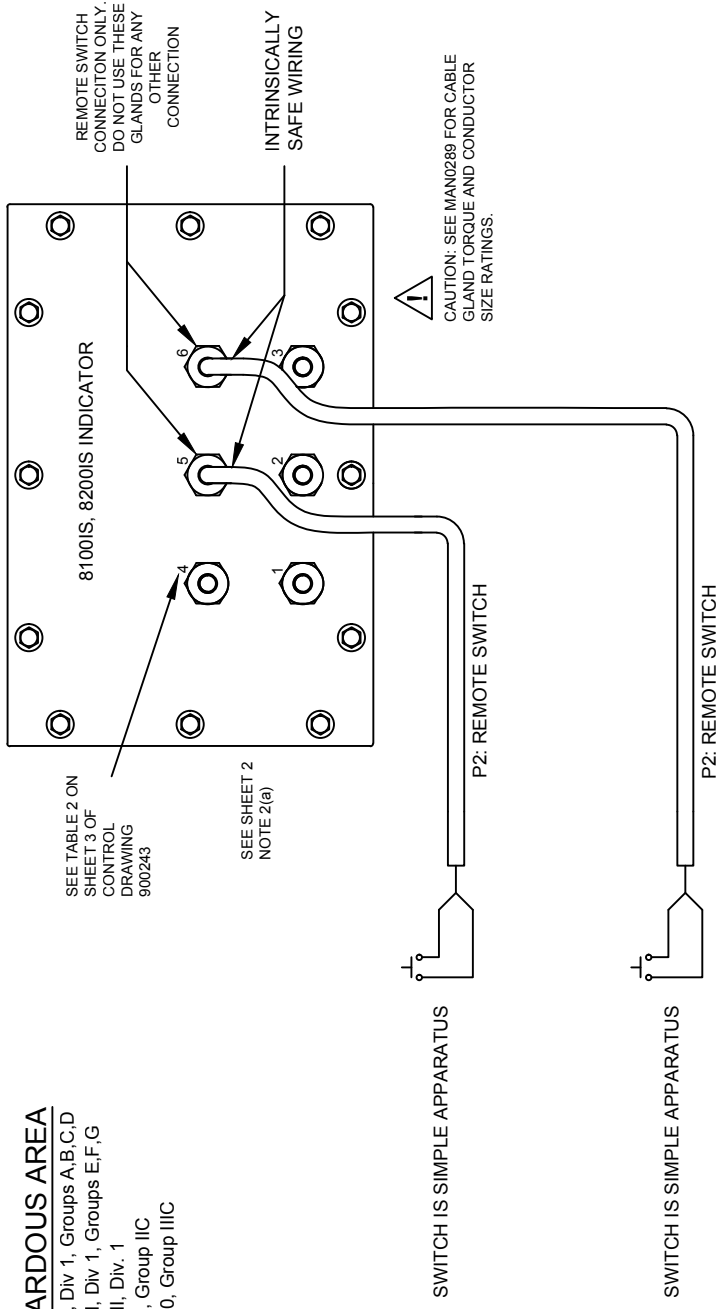 ARDOUS AREA
, Div 1, Groups A,B,C,D
I, Div 1, Groups E,F,G
II, Div. 1
, Group IIC
0, Group IIIC
SEE TABLE 2 ON
SHEET 3 OF
CONTROL
DRAWING
900243
SEE SHEET 2
NOTE 2(a)
8100IS, 8200IS INDICATOR
4
5
6
1
2
3
REMOTE SWITCH
CONNECITON ONLY.
DO NOT USE THESE
GLANDS FOR ANY
OTHER
CONNECTION
INTRINSICALLY
SAFE WIRING
!
CAUTION: SEE MAN0289 FOR CABLE
GLAND TORQUE AND CONDUCTOR
SIZE RATINGS.
P2: REMOTE SWITCH
SWITCH IS SIMPLE APPARATUS
P2: REMOTE SWITCH
SWITCH IS SIMPLE APPARATUS